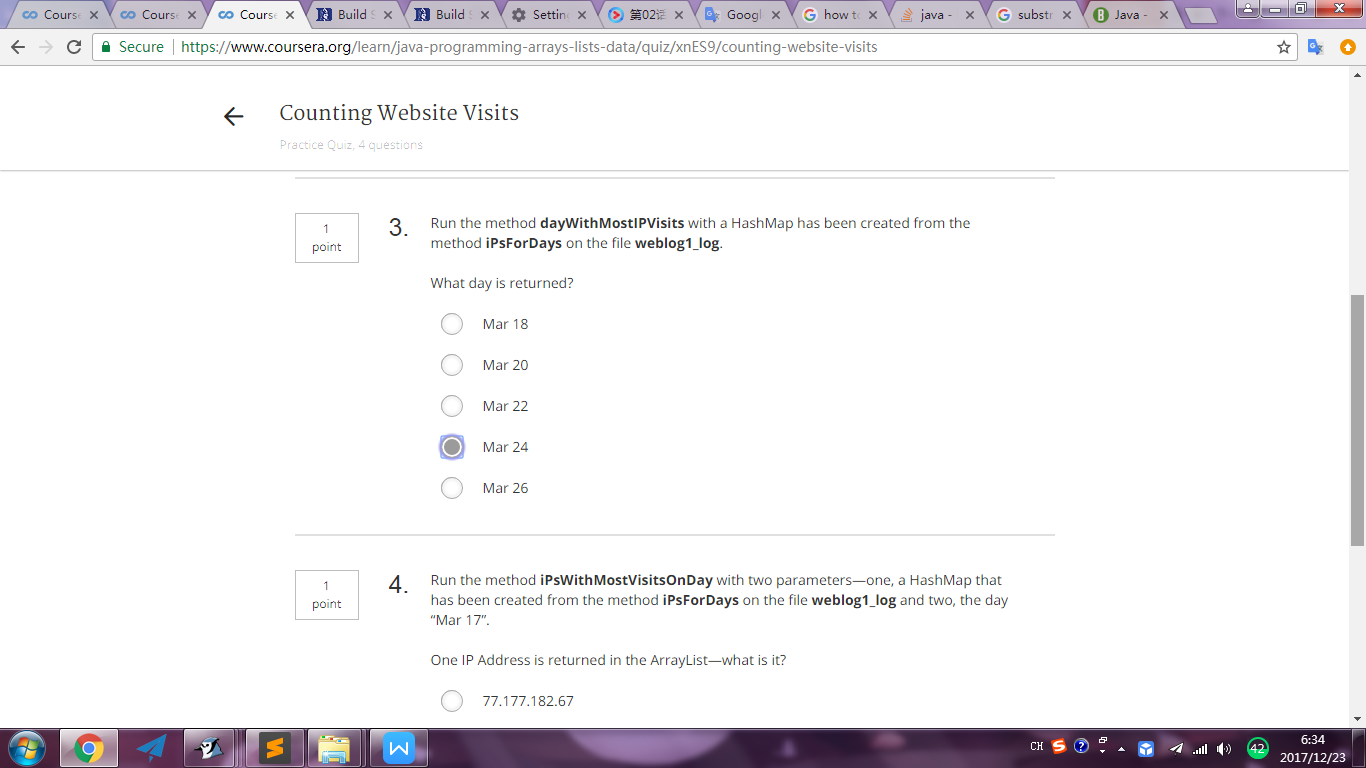 Course
Course
Course
Build S
Build S
Settin
第02讲
Googl
how to
java -
substr
Java -
Secure
https://www.coursera.org/learn/java-programming-arrays-lists-data/quiz/xnES9/counting-website-visits
Counting Website Visits
Practice Quiz, 4 questions
1
point
3.
Run the method dayWithMostIPVisits with a HashMap has been created from the
method iPsForDays on the file weblog1_log.
What day is returned?
Mar 18
Mar 20
Mar 22
Mar 24
Mar 26
1
point
4.
Run the method iPsWithMostVisitsOnDay with two parameters—one, a HashMap that
has been created from the method iPsForDays on the file weblog1_log and two, the day
“Mar 17”.
One IP Address is returned in the ArrayList—what is it?
77.177.182.67
CH
42
6:34
2017/12/23